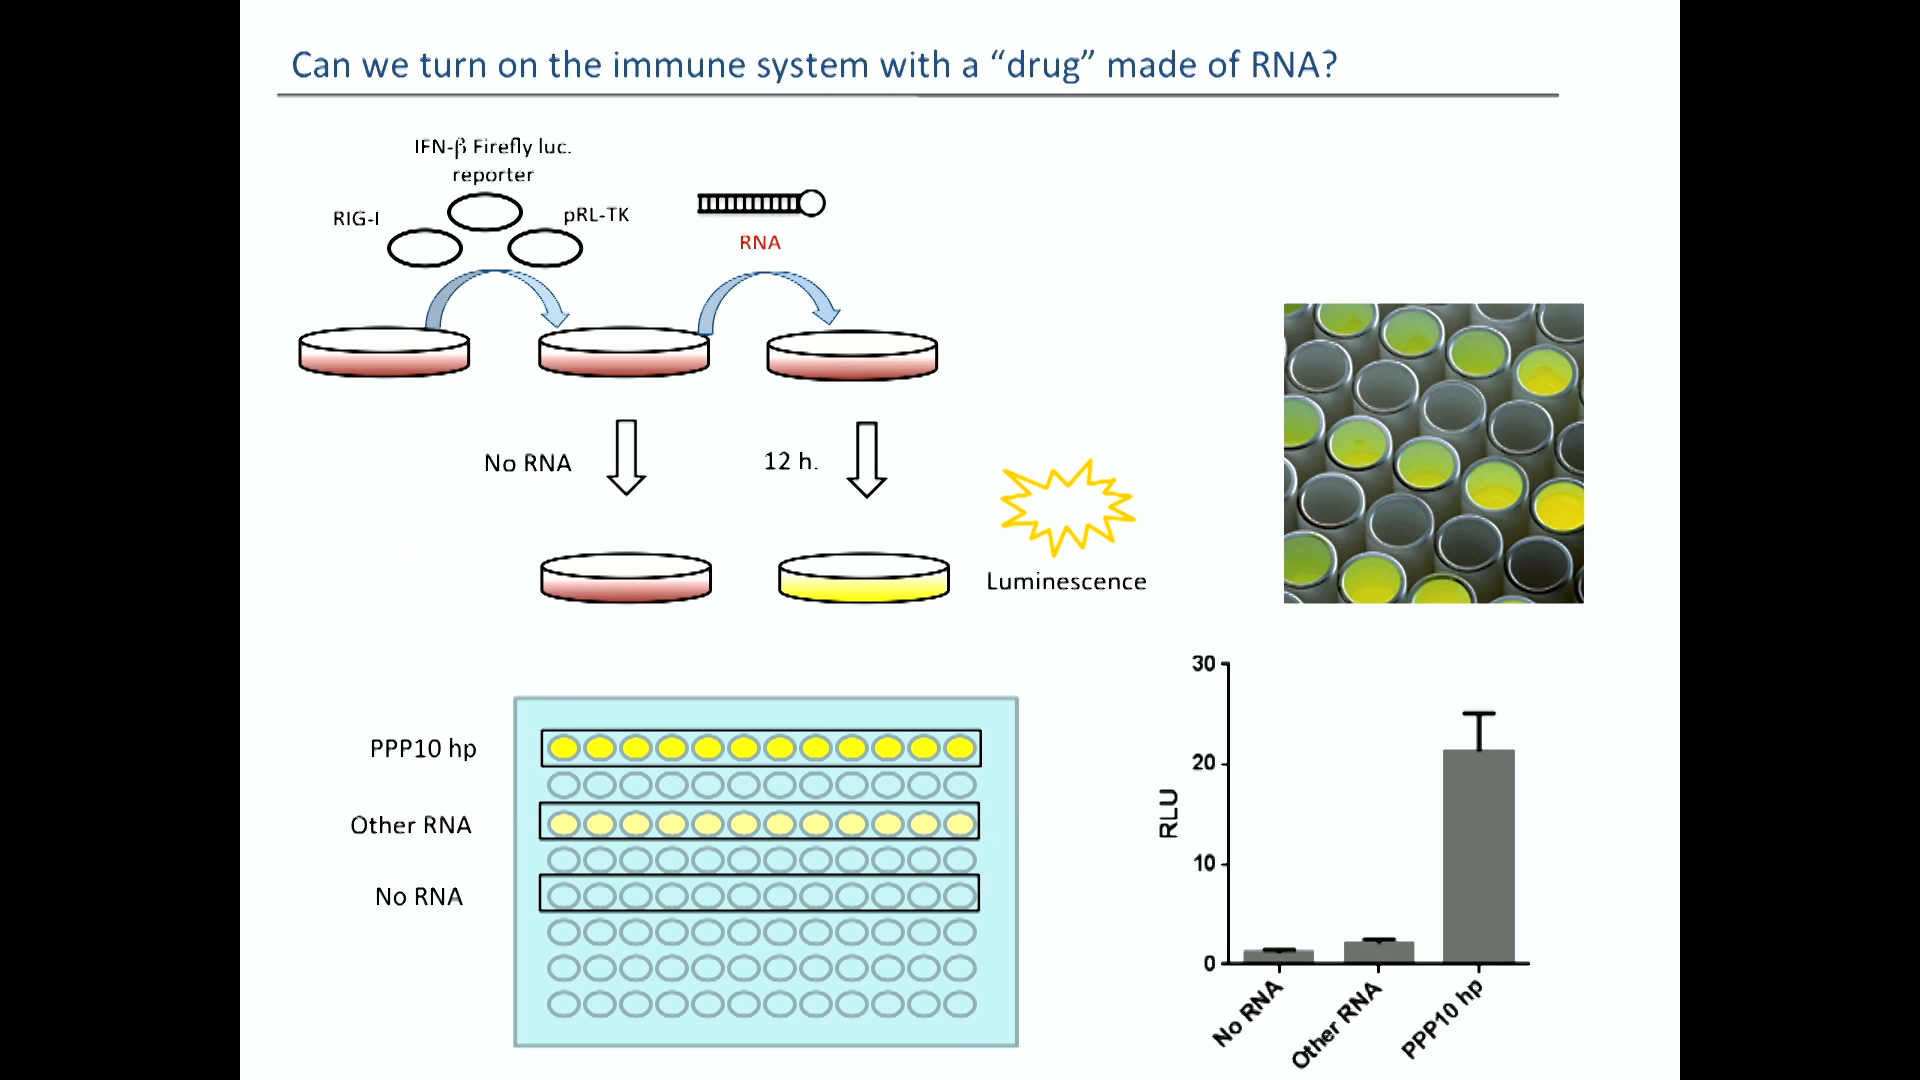 Can we turn on the immune system with a “drug” made of RNA?
IFN-β Firefly luc.
reporter
RIG-I
pRL-TK
RNA
No RNA
12 h.
Luminescence
PPP10 hp
Other RNA
No RNA
30
20
10
0
RLU
No RNA
Other RNA
PPP10 hp